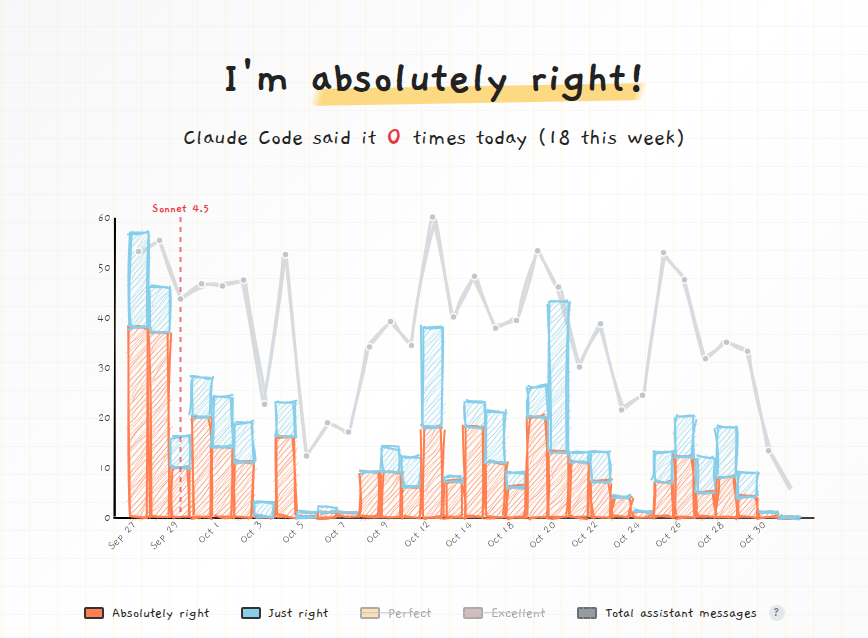 I'm absolutely right!
Claude Code said it 0 times today (18 this week)
Sonnet 4.5
60
50
40
30
20
10
0
Sep 27
Sep 29
Oct 1
Oct 3
Oct 5
Oct 7
Oct 9
Oct 12
Oct 14
Oct 18
Oct 20
Oct 22
Oct 24
Oct 26
Oct 28
Oct 30
Absolutely right
Just right
Perfect
Excellent
Total assistant messages
?